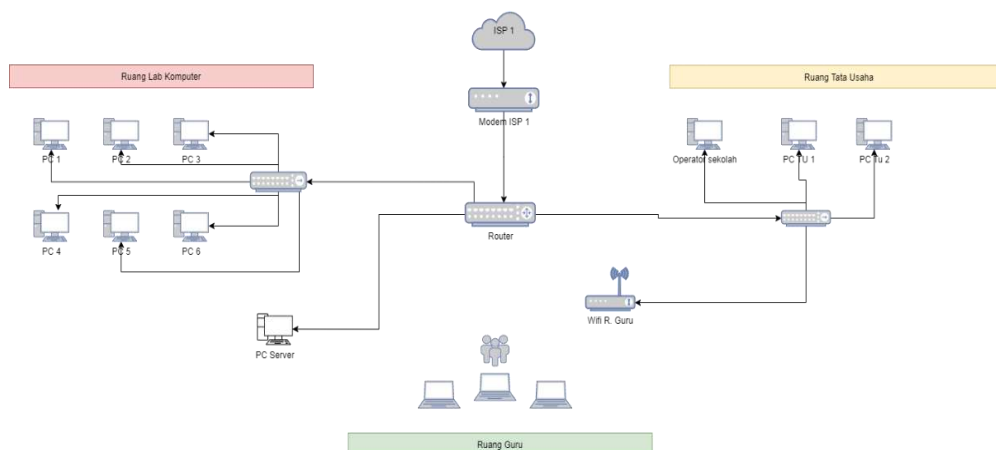 ISP 1
Ruang Lab Komputer
Ruang Tata Usaha
Modem ISP 1
PC 1
PC 2
PC 3
Operator sekolah
PC TU 1
PC Tu 2
Router
PC 4
PC 5
PC 6
Wifi R. Guru
PC Server
Ruang Guru